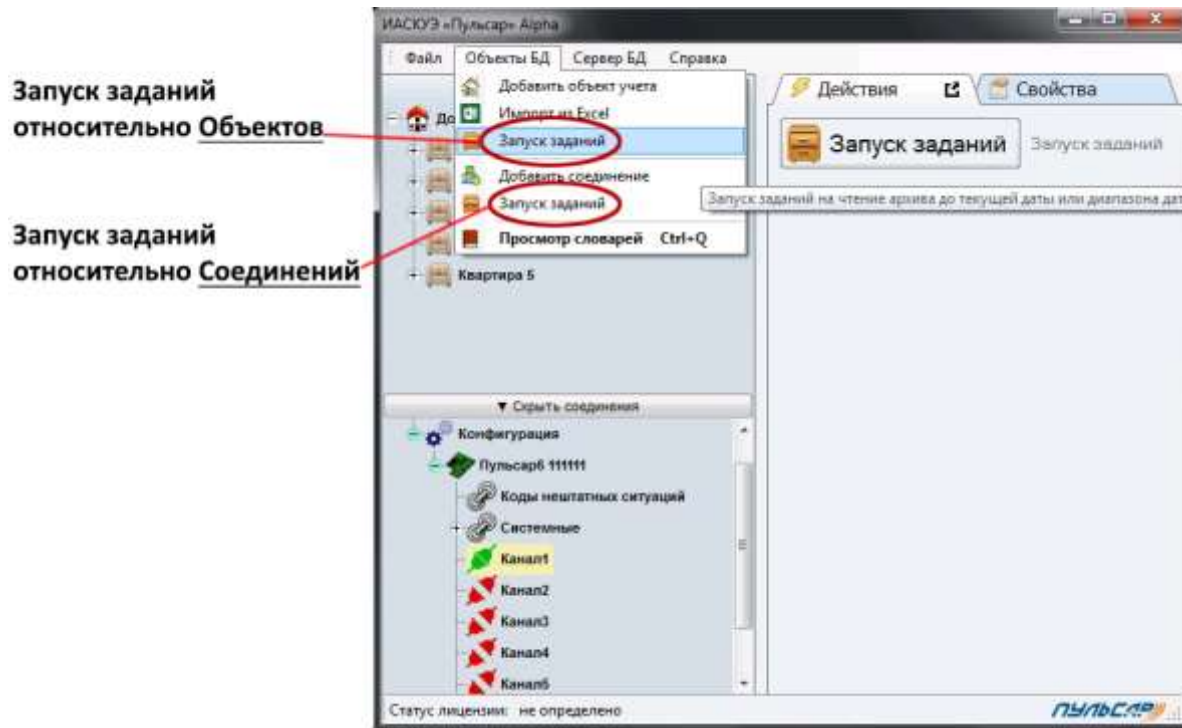 ИАСКУЭ «Пульсар» Alpha
Файл Объекты БД Сервер БД Справка
Запуск заданий
относительно Объектов
Добавить объект учета
Импорт из Excel
Запуск заданий
Добавить соединение
Запуск заданий
Просмотр словарей Ctrl+Q
Действия Свойства
Запуск заданий Запуск заданий
Запуск заданий на чтение архива до текущей даты или диапазона дат
До
Запуск заданий
относительно Соединений
Квартира 5
▼ Скрыть соединения
Конфигурация
Пульсар6 111111
Коды нештатных ситуаций
Системные
Канал1
Канал2
Канал3
Канал4
Канал5
Статус лицензии: не определено
ПУЛЬСАР